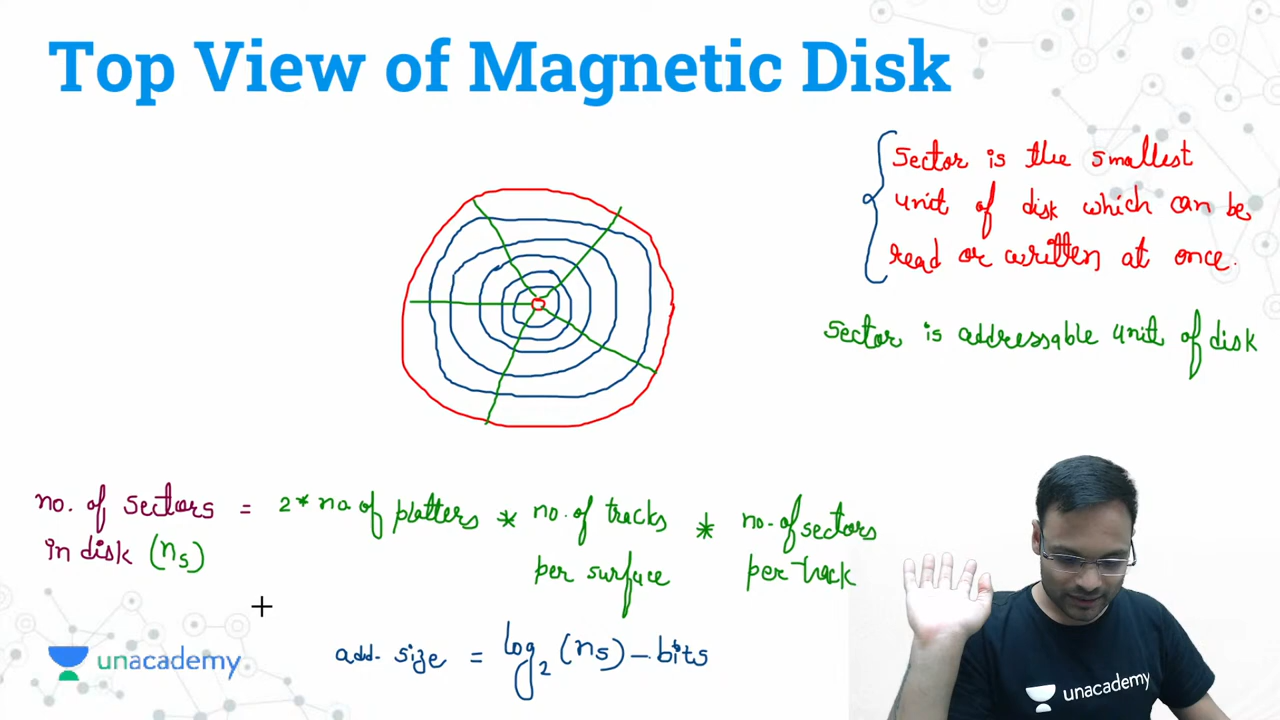 Top View of Magnetic Disk
Sector is the smallest
unit of disk which can be
read or written at once.
Sector is addressable unit of disk
no. of sectors = 2 * no. of platters * no. of tracks * no. of sectors
in disk (ns) per surface per track
add. size = log2 (ns) - bits
unacademy
unacademy